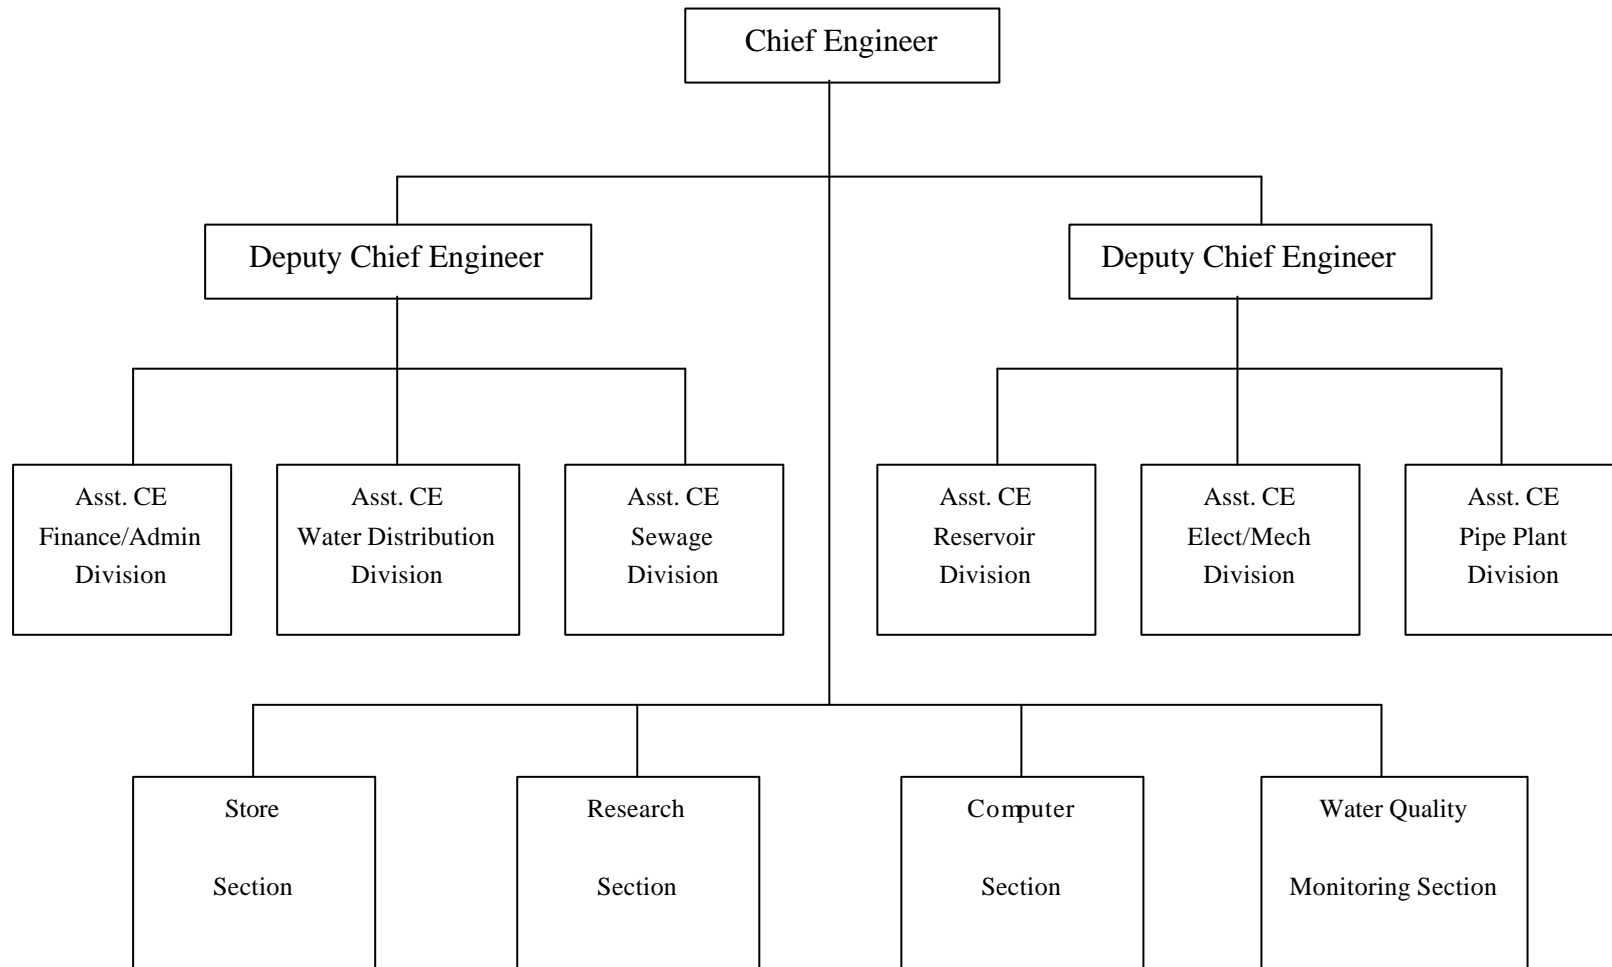 Chief Engineer
Deputy Chief Engineer
Deputy Chief Engineer
Asst. CE
Finance/Admin
Division
Asst. CE
Water Distribution
Division
Asst. CE
Sewage
Division
Asst. CE
Reservoir
Division
Asst. CE
Elect/Mech
Division
Asst. CE
Pipe Plant
Division
Store
Section
Research
Section
Computer
Section
Water Quality
Monitoring Section